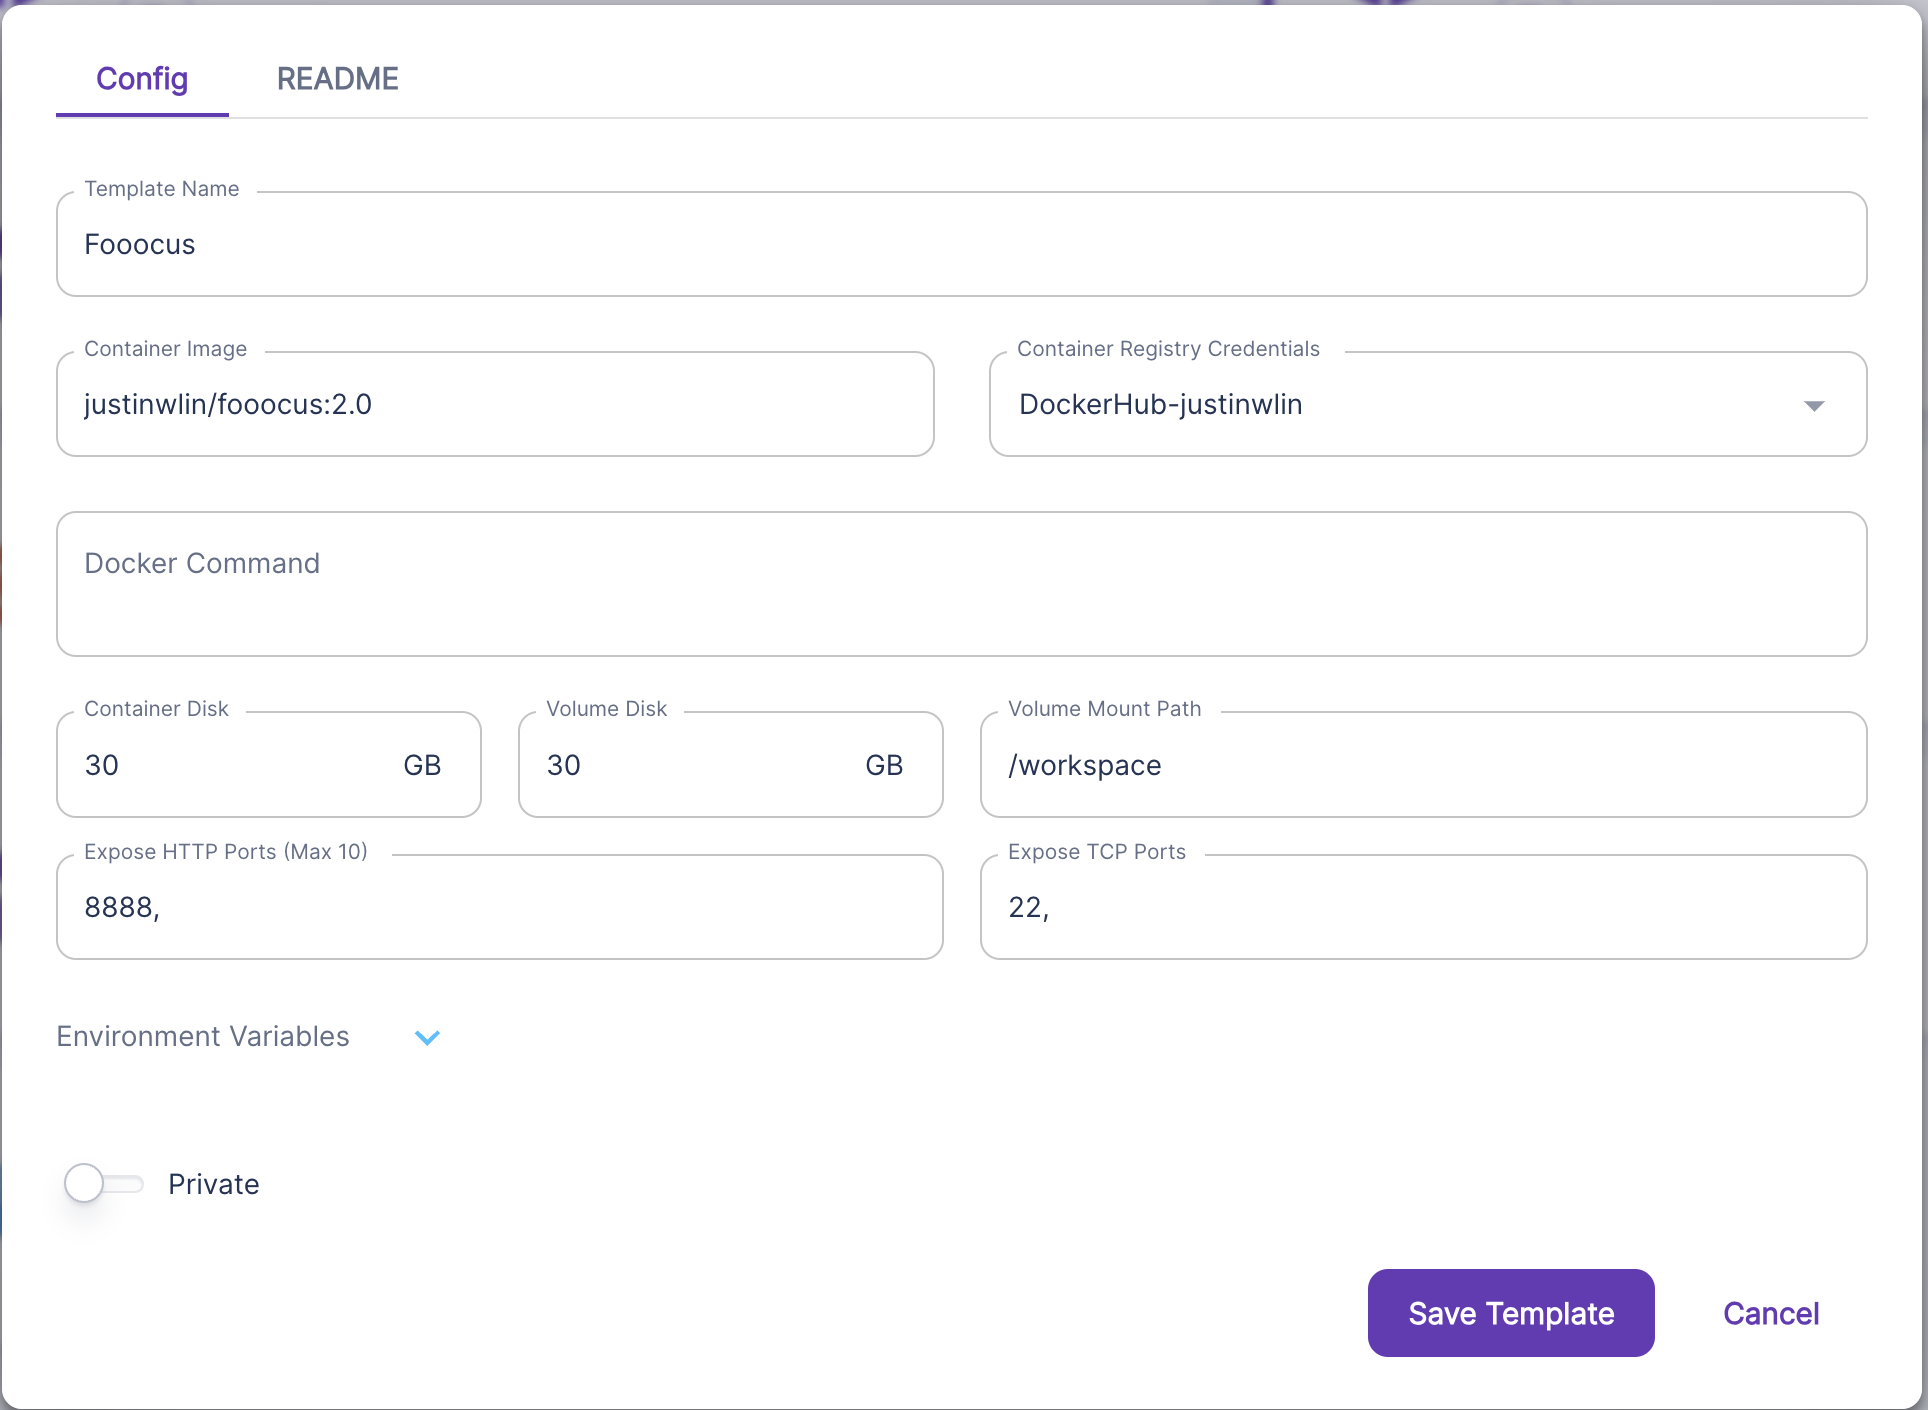 Config README
Template Name
Fooocus
Container Image Container Registry Credentials
justinwlin/fooocus:2.0 DockerHub-justinwlin
Docker Command
Container Disk Volume Disk Volume Mount Path
30 GB 30 GB /workspace
Expose HTTP Ports (Max 10) Expose TCP Ports
8888, 22,
Environment Variables
Private
Save Template Cancel